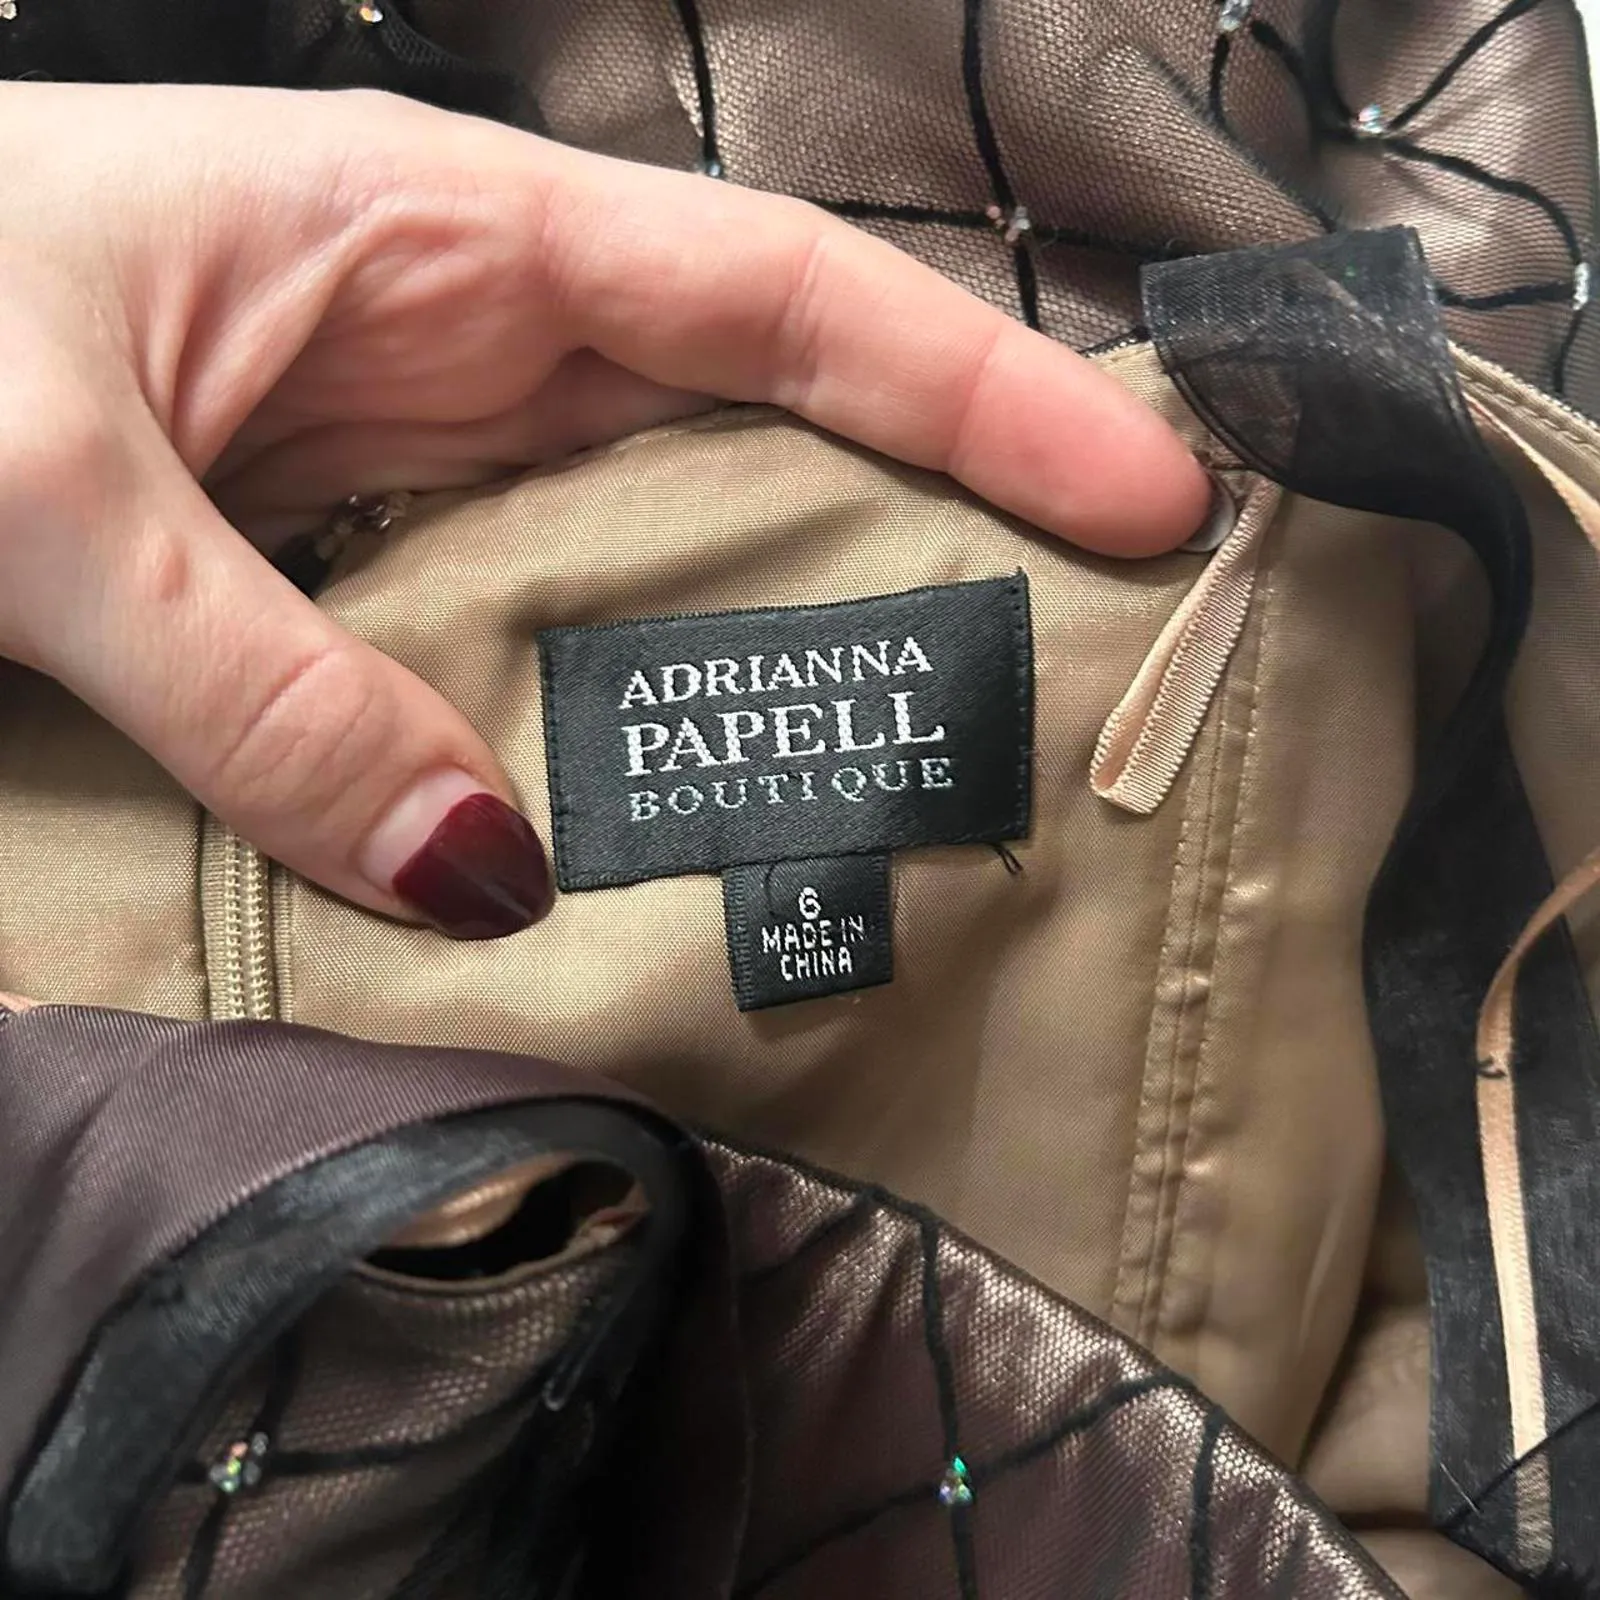 ADRIANNA
PAPELL
BOUTIQUE
6
MADE IN
CHINA